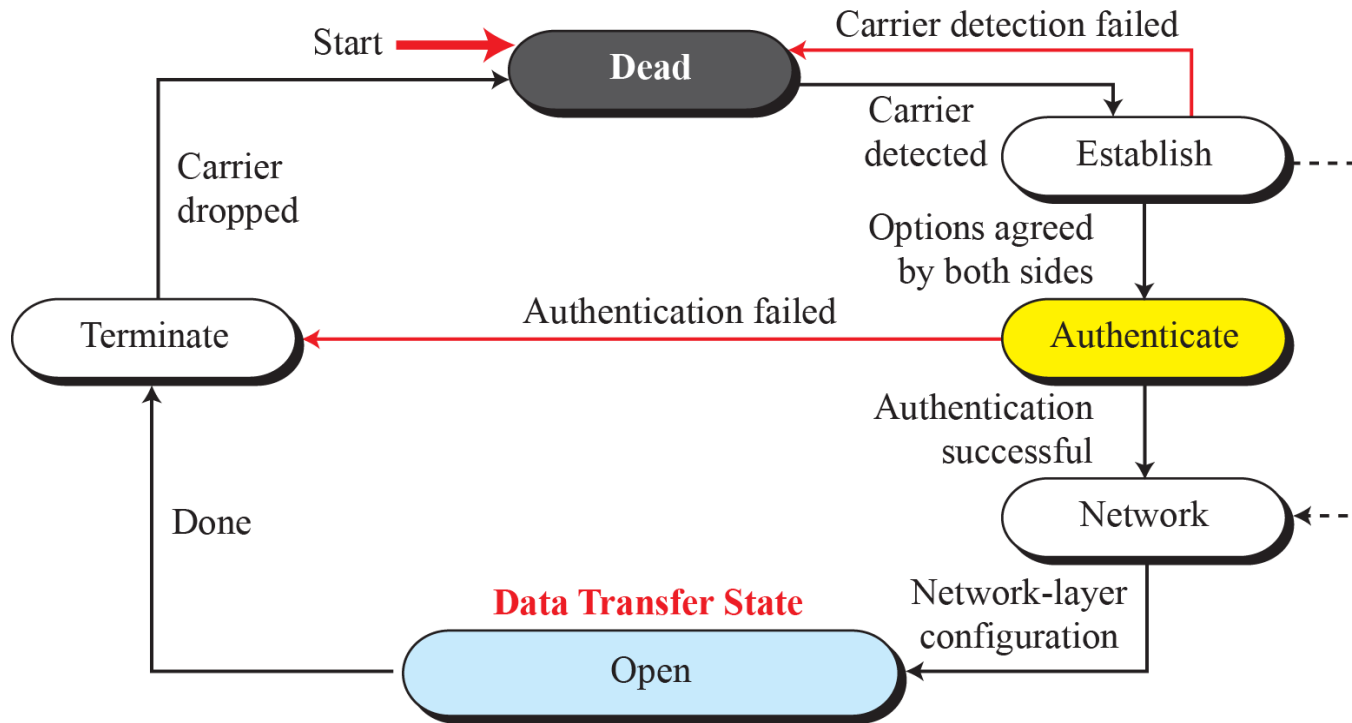 Start
Dead
Carrier detection failed
Carrier
detected
Establish
Carrier
dropped
Options agreed
by both sides
Terminate
Authentication failed
Authenticate
Authentication
successful
Done
Network
Data Transfer State
Network-layer
configuration
Open